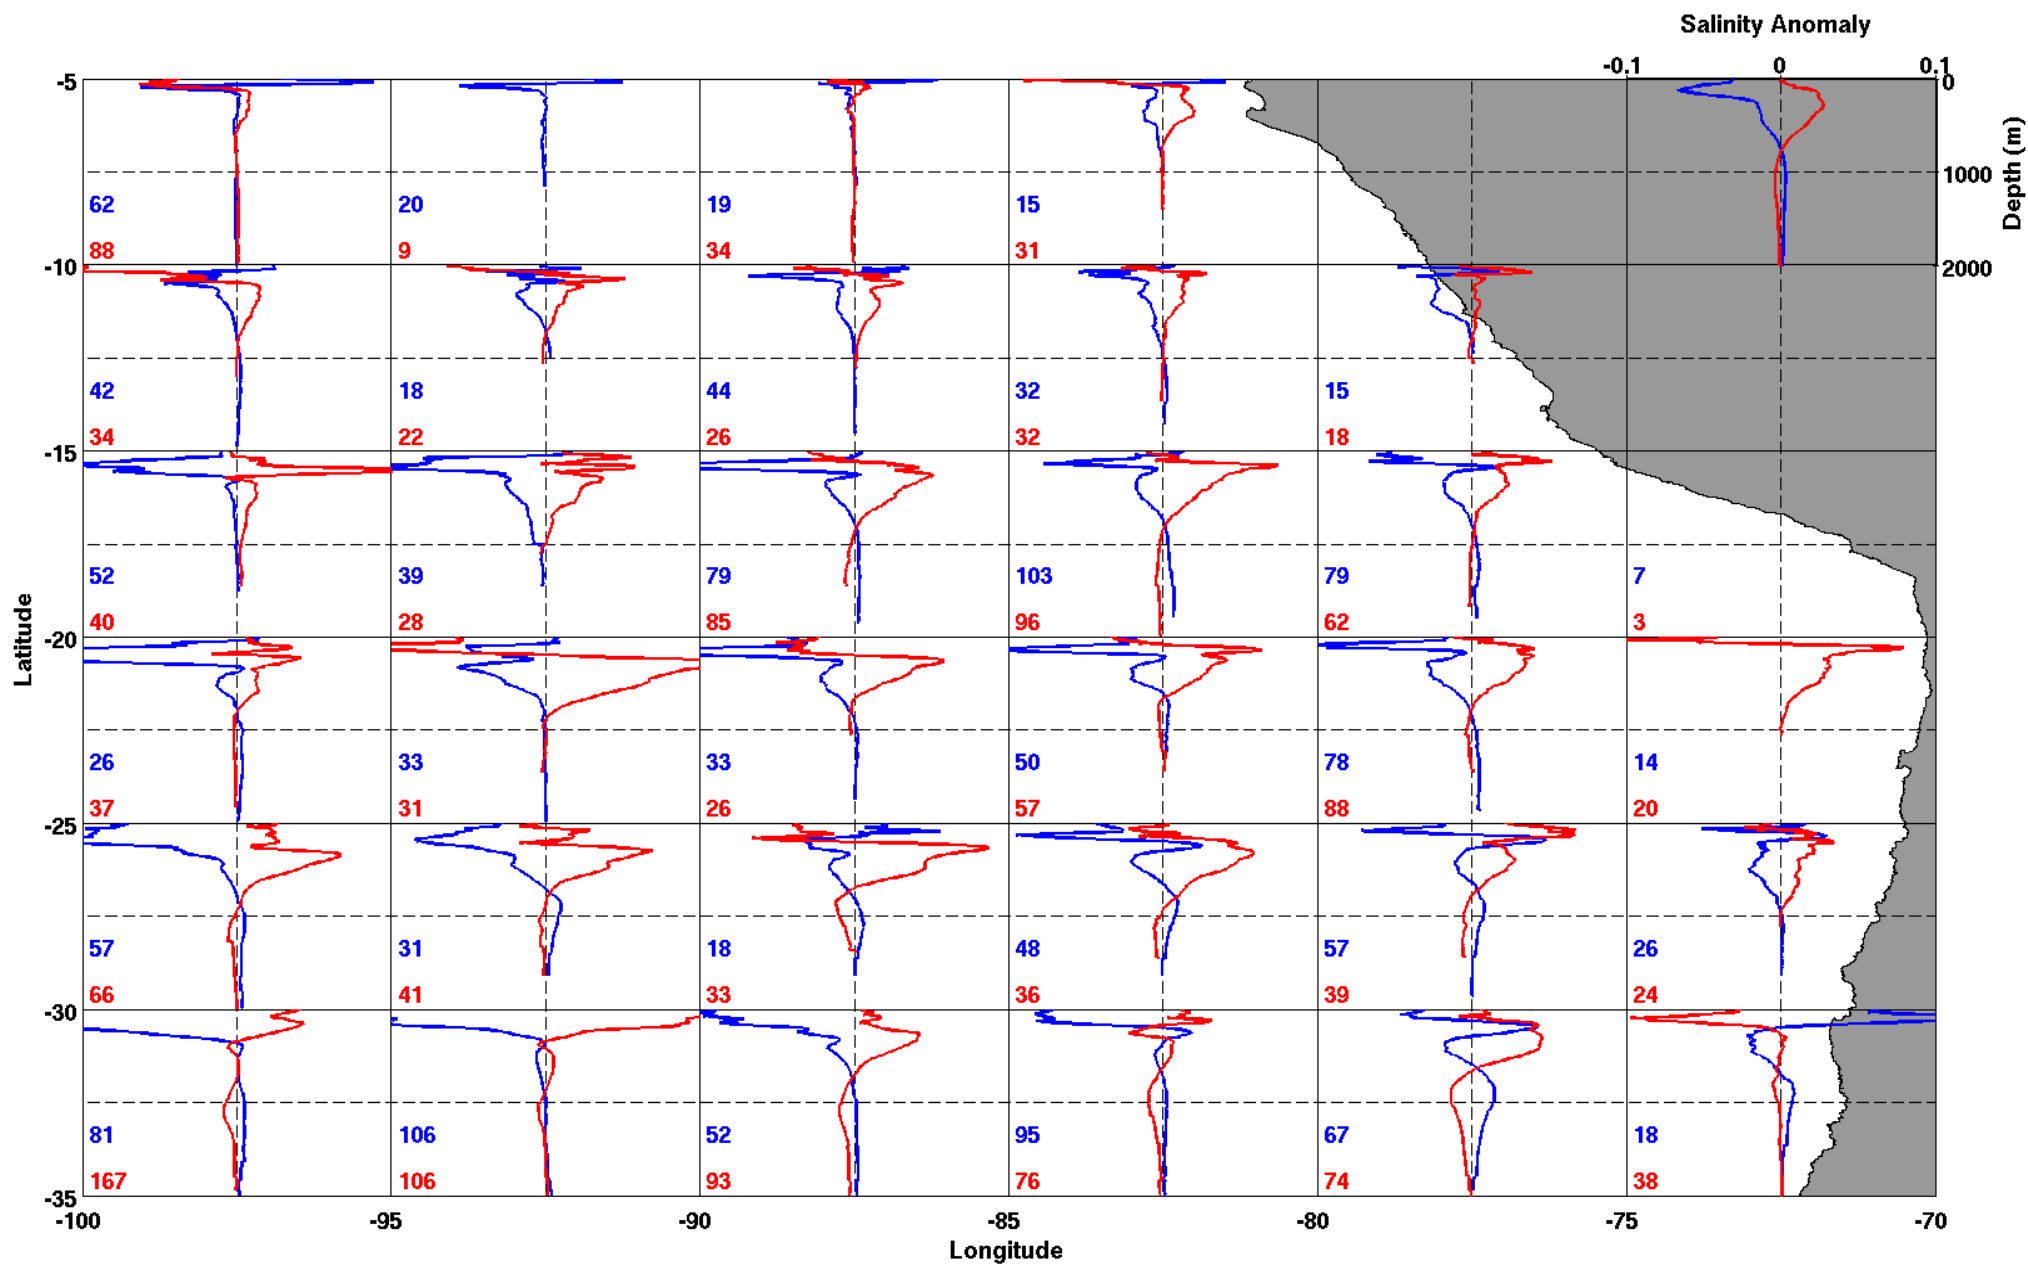 Salinity Anomaly
-0.1 0 0.1
-5 0
1000
Depth (m)
62 20 19 15
88 9 34 31
-10 2000
42 18 44 32 15
34 22 26 32 18
-15
52 39 79 103 79 7
40 28 85 96 62 3
-20
Latitude
26 33 33 50 78 14
37 31 26 57 88 20
-25
57 31 18 48 57 26
66 41 33 36 39 24
-30
81 106 52 95 67 18
167 106 93 76 74 38
-35
-100 -95 -90 -85 -80 -75 -70
Longitude